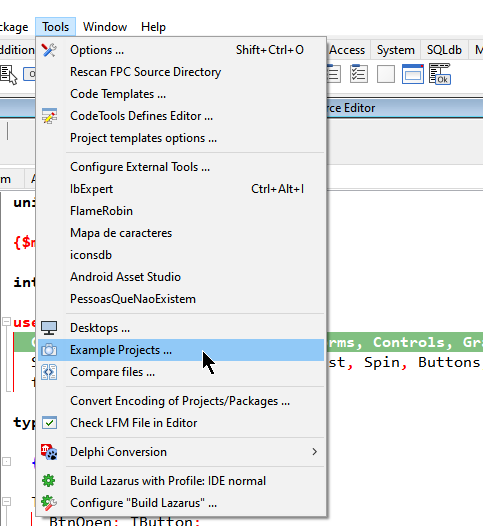 ckage Tools Window Help
Access System SQLdb M
Options ... Shift+Ctrl+O
Rescan FPC Source Directory
Code Templates ...
Ok
CodeTools Defines Editor ...
rce Editor
Project templates options ...
Configure External Tools ...
m
IbExpert Ctrl+Alt+I
uni
FlameRobin
Mapa de caracteres
{$m
iconsdb
Android Asset Studio
int
PessoasQueNaoExistem
use
Desktops ...
rms, Controls, Gra
Example Projects ...
st, Spin, Buttons
Compare files ...
Convert Encoding of Projects/Packages ...
Check LFM File in Editor
typ
Delphi Conversion
Build Lazarus with Profile: IDE normal
Configure "Build Lazarus" ...
BtnOpen: TButton;